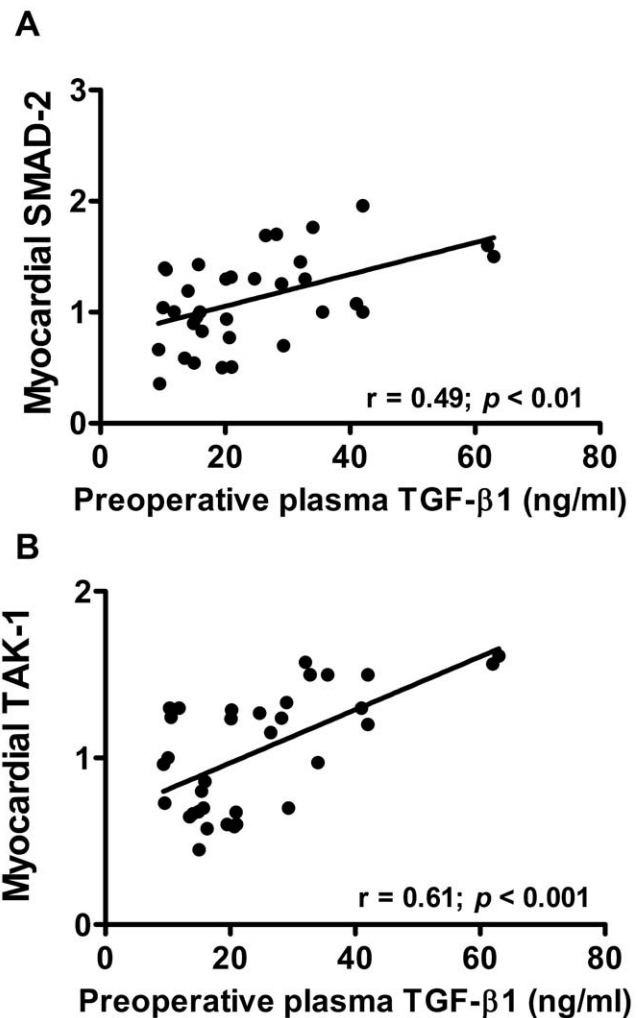 A
Myocardial SMAD-2
3
2
1
0
r = 0.49; p < 0.01
0 20 40 60 80
Preoperative plasma TGF-β1 (ng/ml)
B
Myocardial TAK-1
2
1
0
r = 0.61; p < 0.001
0 20 40 60 80
Preoperative plasma TGF-β1 (ng/ml)